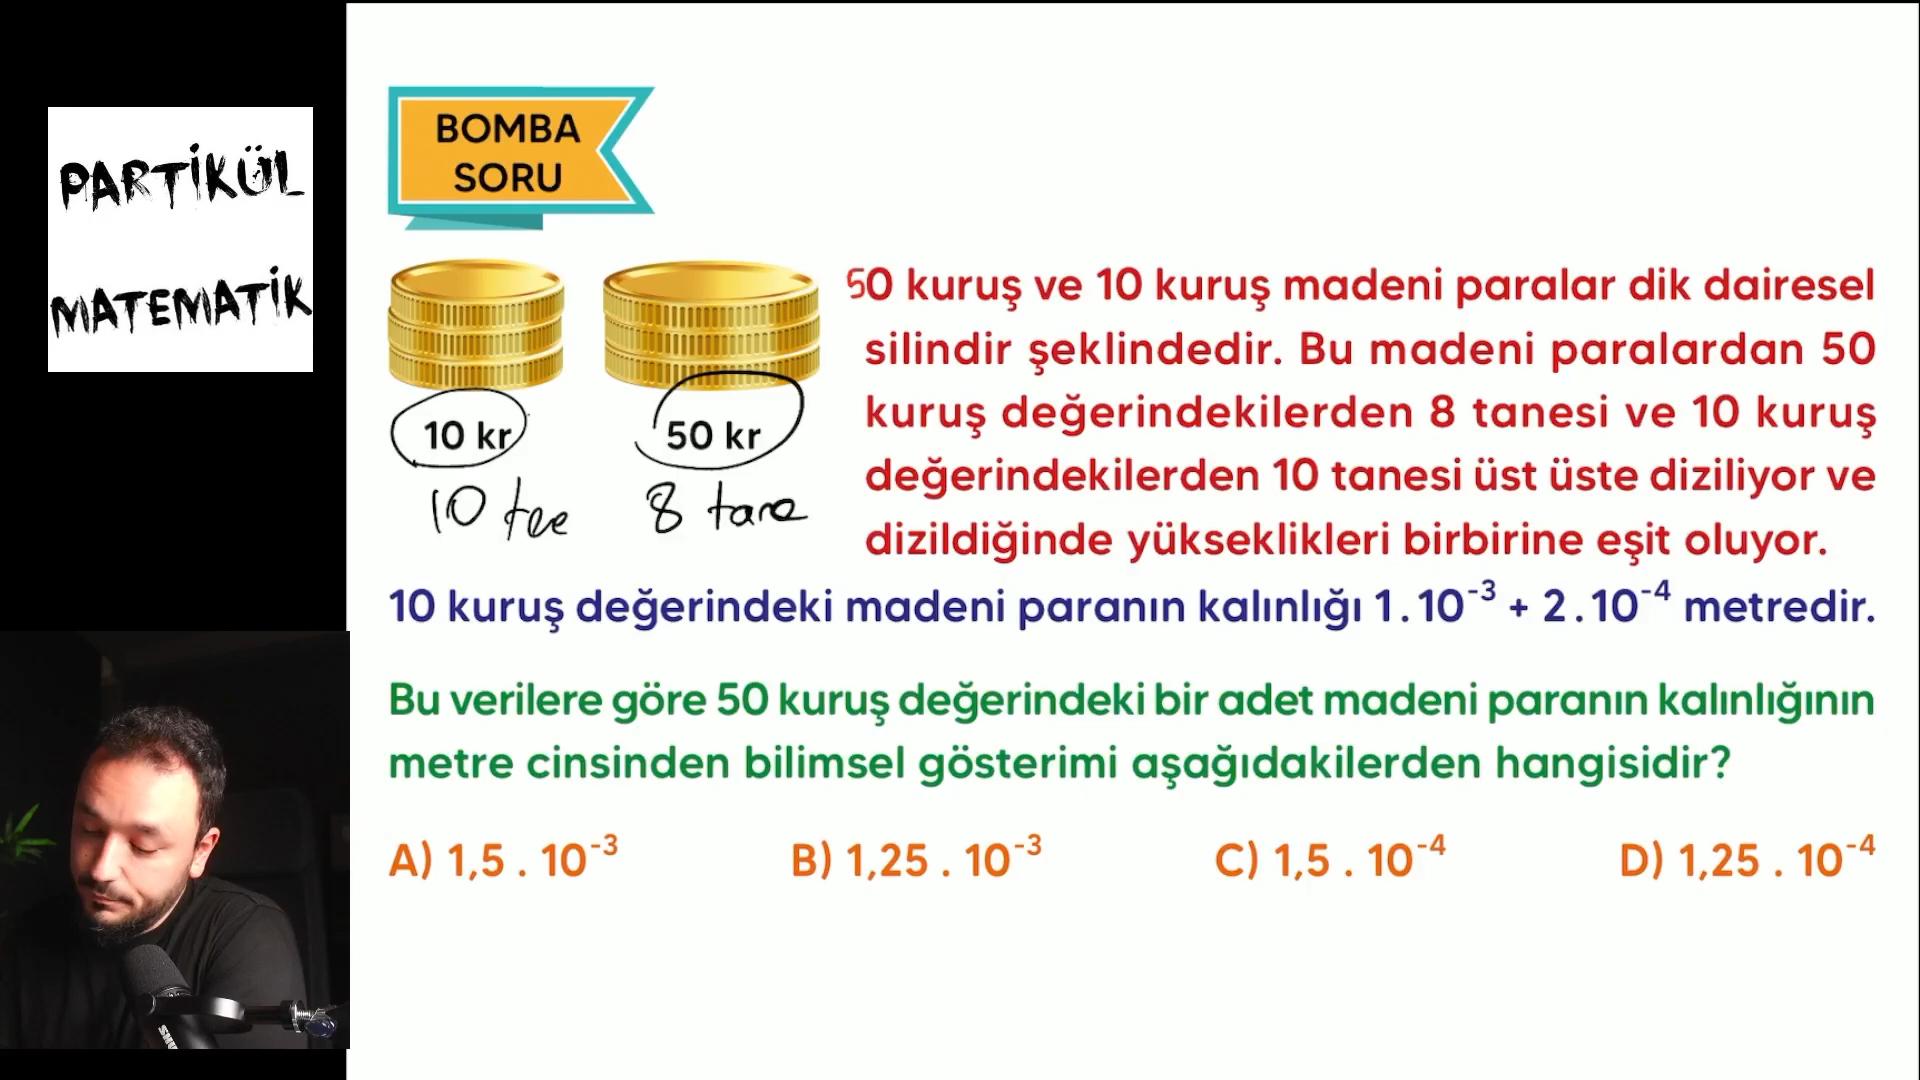 PARTİKÜL
MATEMATİK
BOMBA
SORU
10 kr
50 kr
8 tane
50 kuruş ve 10 kuruş madeni paralar dik dairesel
silindir şeklindedir. Bu madeni paralardan 50
kuruş değerindekilerden 8 tanesi ve 10 kuruş
değerindekilerden 10 tanesi üst üste diziliyor ve
dizildiğinde yükseklikleri birbirine eşit oluyor.
10 kuruş değerindeki madeni paranın kalınlığı 1.10⁻³ + 2.10⁻⁴ metredir.
Bu verilere göre 50 kuruş değerindeki bir adet madeni paranın kalınlığının
metre cinsinden bilimsel gösterimi aşağıdakilerden hangisidir?
A) 1,5 . 10⁻³ B) 1,25 . 10⁻³ C) 1,5 . 10⁻⁴ D) 1,25 . 10⁻⁴